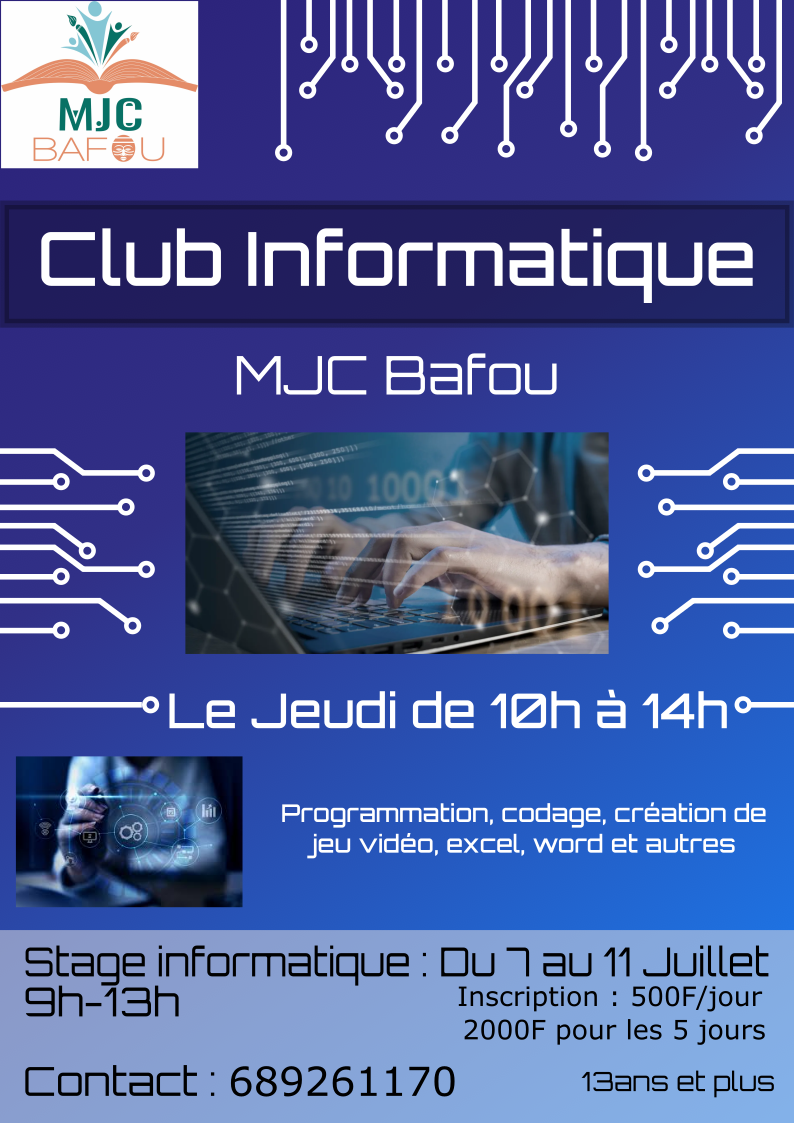 MJC
BAFOU
Club Informatique
MJC Bafou
10 10001
Le Jeudi de 10h à 14h
Programmation, codage, création de
jeu vidéo, excel, word et autres
Stage informatique : Du 7 au 11 Juillet
9h-13h
Inscription : 500F/jour
2000F pour les 5 jours
Contact : 689261170
13ans et plus